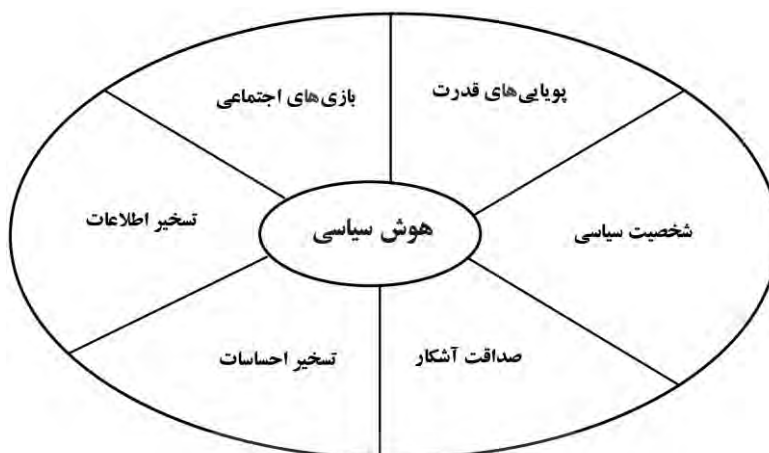 پویایی‌های قدرت
بازی‌های اجتماعی
تسخیر اطلاعات
هوش سیاسی
شخصیت سیاسی
صداقت آشکار
تسخیر احساسات